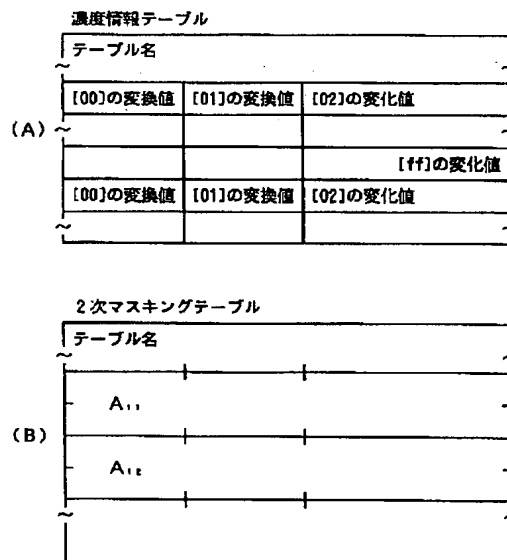 濃度情報テーブル
テーブル名
[00]の変換値 [01]の変換値 [02]の変化値
(A)
[ff]の変化値
[00]の変換値 [01]の変換値 [02]の変化値
2次マスキングテーブル
テーブル名
A₁₁
(B)
A₁₂